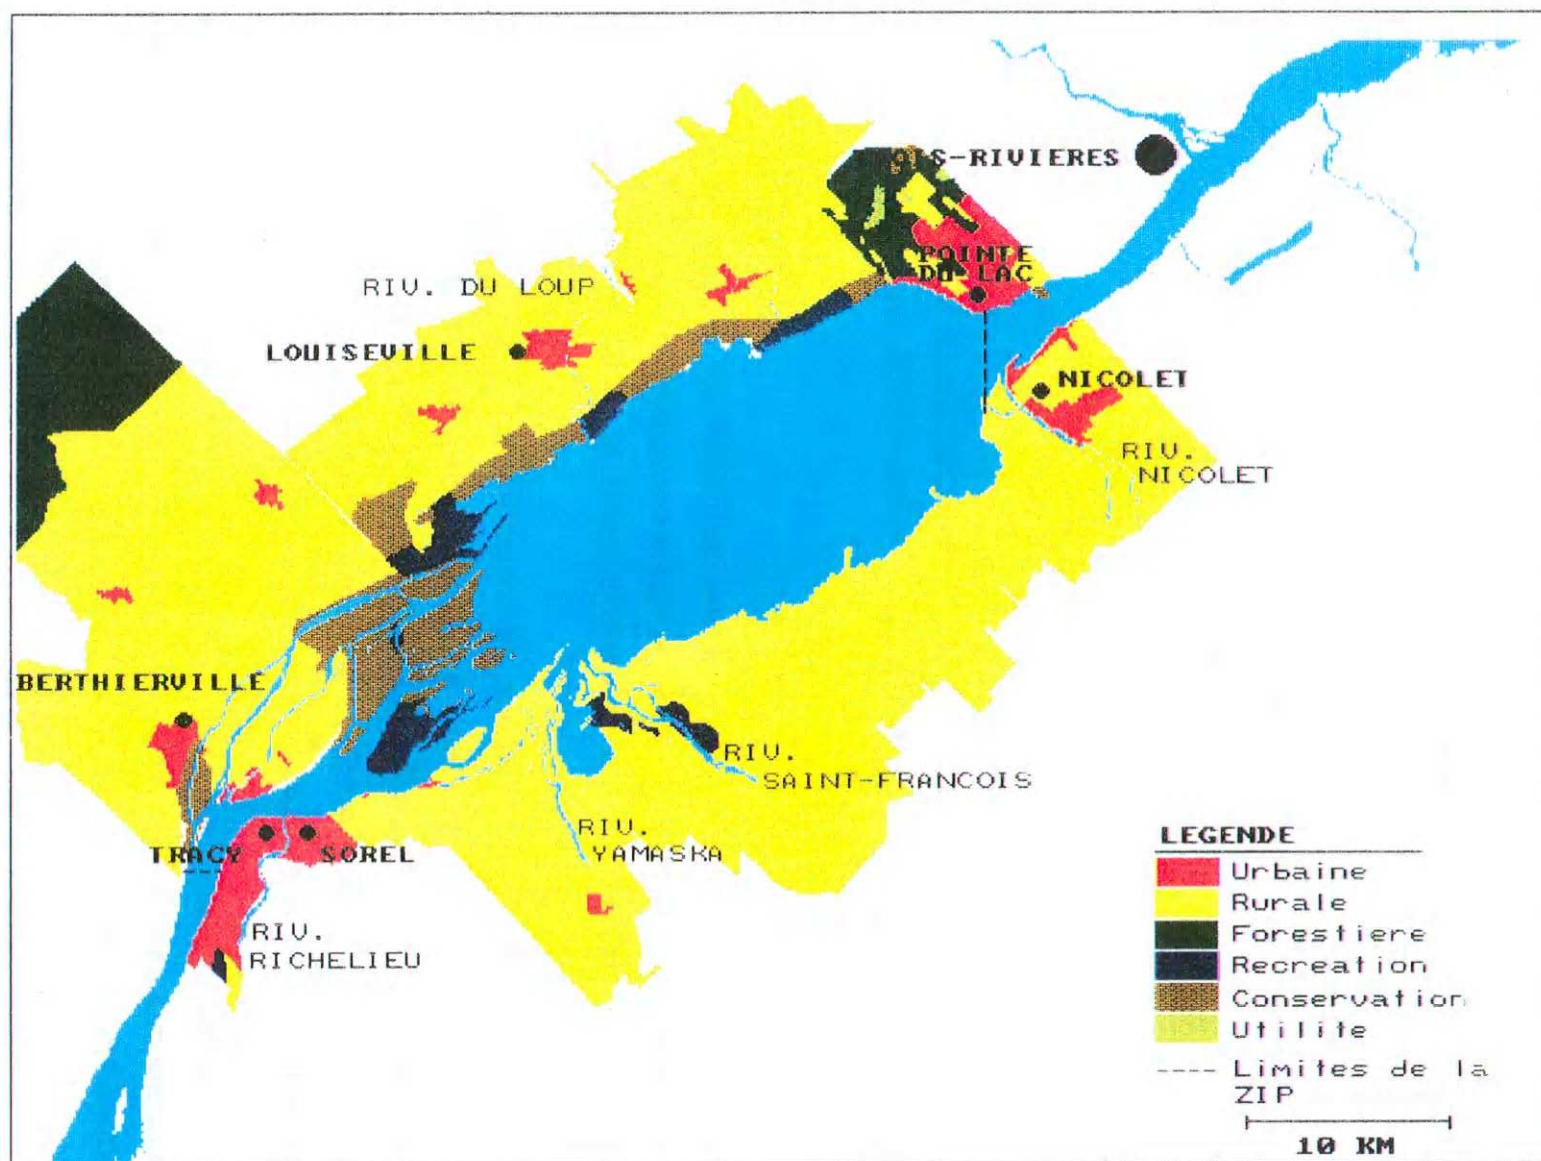 S-RIVIERES
POINTE
DU LAC
RIV. DU LOUP
LOUISEVILLE
NICOLET
RIV.
NICOLET
BERTHIERVILLE
RIV.
SAINT-FRANCOIS
RIV.
YAMASKA
TRACY
SOREL
RIV.
RICHELIEU
LEGENDE
Urbaine
Rurale
Forestiere
Recreation
Conservation
Utilite
Limites de la
ZIP
10 KM